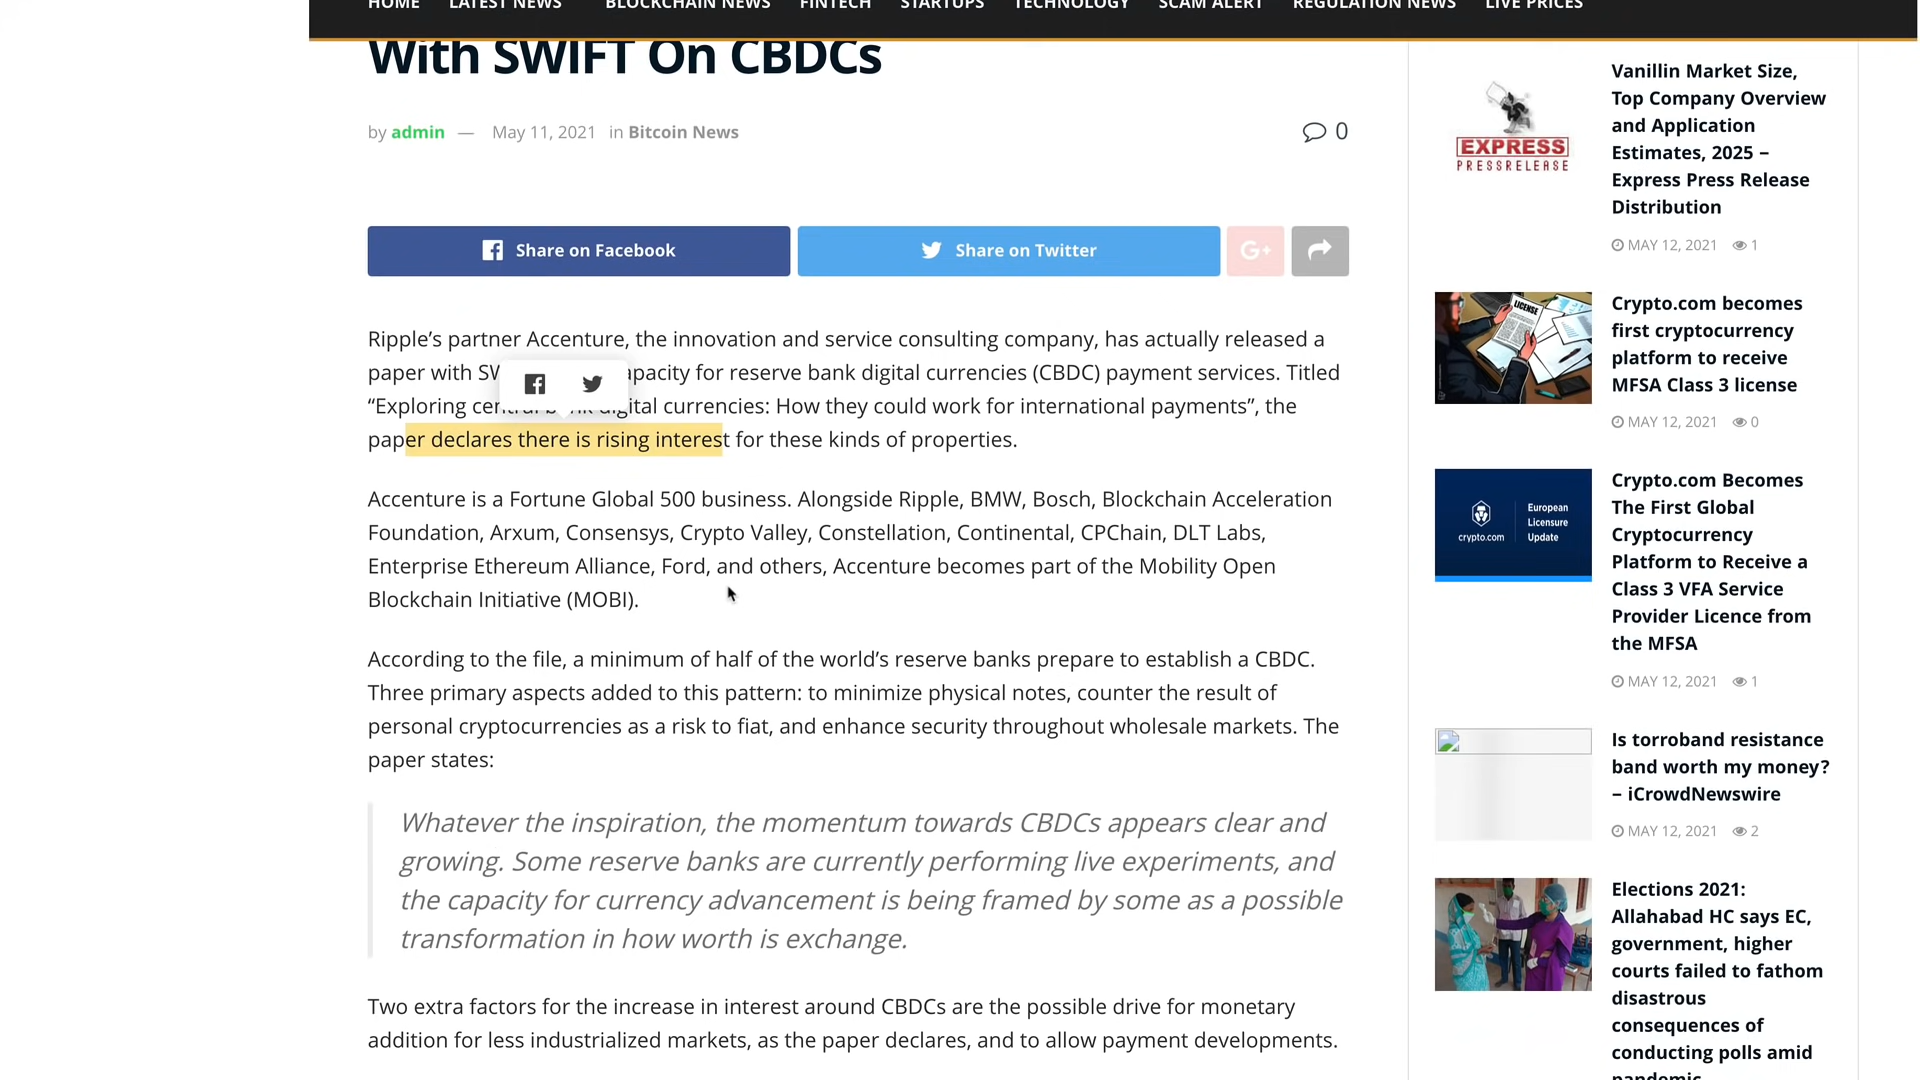 HOME LATEST NEWS BLOCKCHAIN NEWS FINTECH STARTUPS TECHNOLOGY SCAM ALERT REGULATION NEWS LIVE PRICES
With SWIFT On CBDCs
by admin — May 11, 2021 in Bitcoin News
0
Share on Facebook
Share on Twitter
G+
Ripple’s partner Accenture, the innovation and service consulting company, has actually released a
paper with SW apacity for reserve bank digital currencies (CBDC) payment services. Titled
“Exploring central bank digital currencies: How they could work for international payments”, the
paper declares there is rising interest for these kinds of properties.
Accenture is a Fortune Global 500 business. Alongside Ripple, BMW, Bosch, Blockchain Acceleration
Foundation, Arxum, Consensys, Crypto Valley, Constellation, Continental, CPChain, DLT Labs,
Enterprise Ethereum Alliance, Ford, and others, Accenture becomes part of the Mobility Open
Blockchain Initiative (MOBI).
According to the file, a minimum of half of the world’s reserve banks prepare to establish a CBDC.
Three primary aspects added to this pattern: to minimize physical notes, counter the result of
personal cryptocurrencies as a risk to fiat, and enhance security throughout wholesale markets. The
paper states:
Whatever the inspiration, the momentum towards CBDCs appears clear and
growing. Some reserve banks are currently performing live experiments, and
the capacity for currency advancement is being framed by some as a possible
transformation in how worth is exchange.
Two extra factors for the increase in interest around CBDCs are the possible drive for monetary
addition for less industrialized markets, as the paper declares, and to allow payment developments.
EXPRESS
PRESSRELEASE
Vanillin Market Size,
Top Company Overview
and Application
Estimates, 2025 –
Express Press Release
Distribution
MAY 12, 2021 1
LICENSE
Crypto.com becomes
first cryptocurrency
platform to receive
MFSA Class 3 license
MAY 12, 2021 0
crypto.com
European
Licensure
Update
Crypto.com Becomes
The First Global
Cryptocurrency
Platform to Receive a
Class 3 VFA Service
Provider Licence from
the MFSA
MAY 12, 2021 1
Is torroband resistance
band worth my money?
– iCrowdNewswire
MAY 12, 2021 2
Elections 2021:
Allahabad HC says EC,
government, higher
courts failed to fathom
disastrous
consequences of
conducting polls amid
pandemic